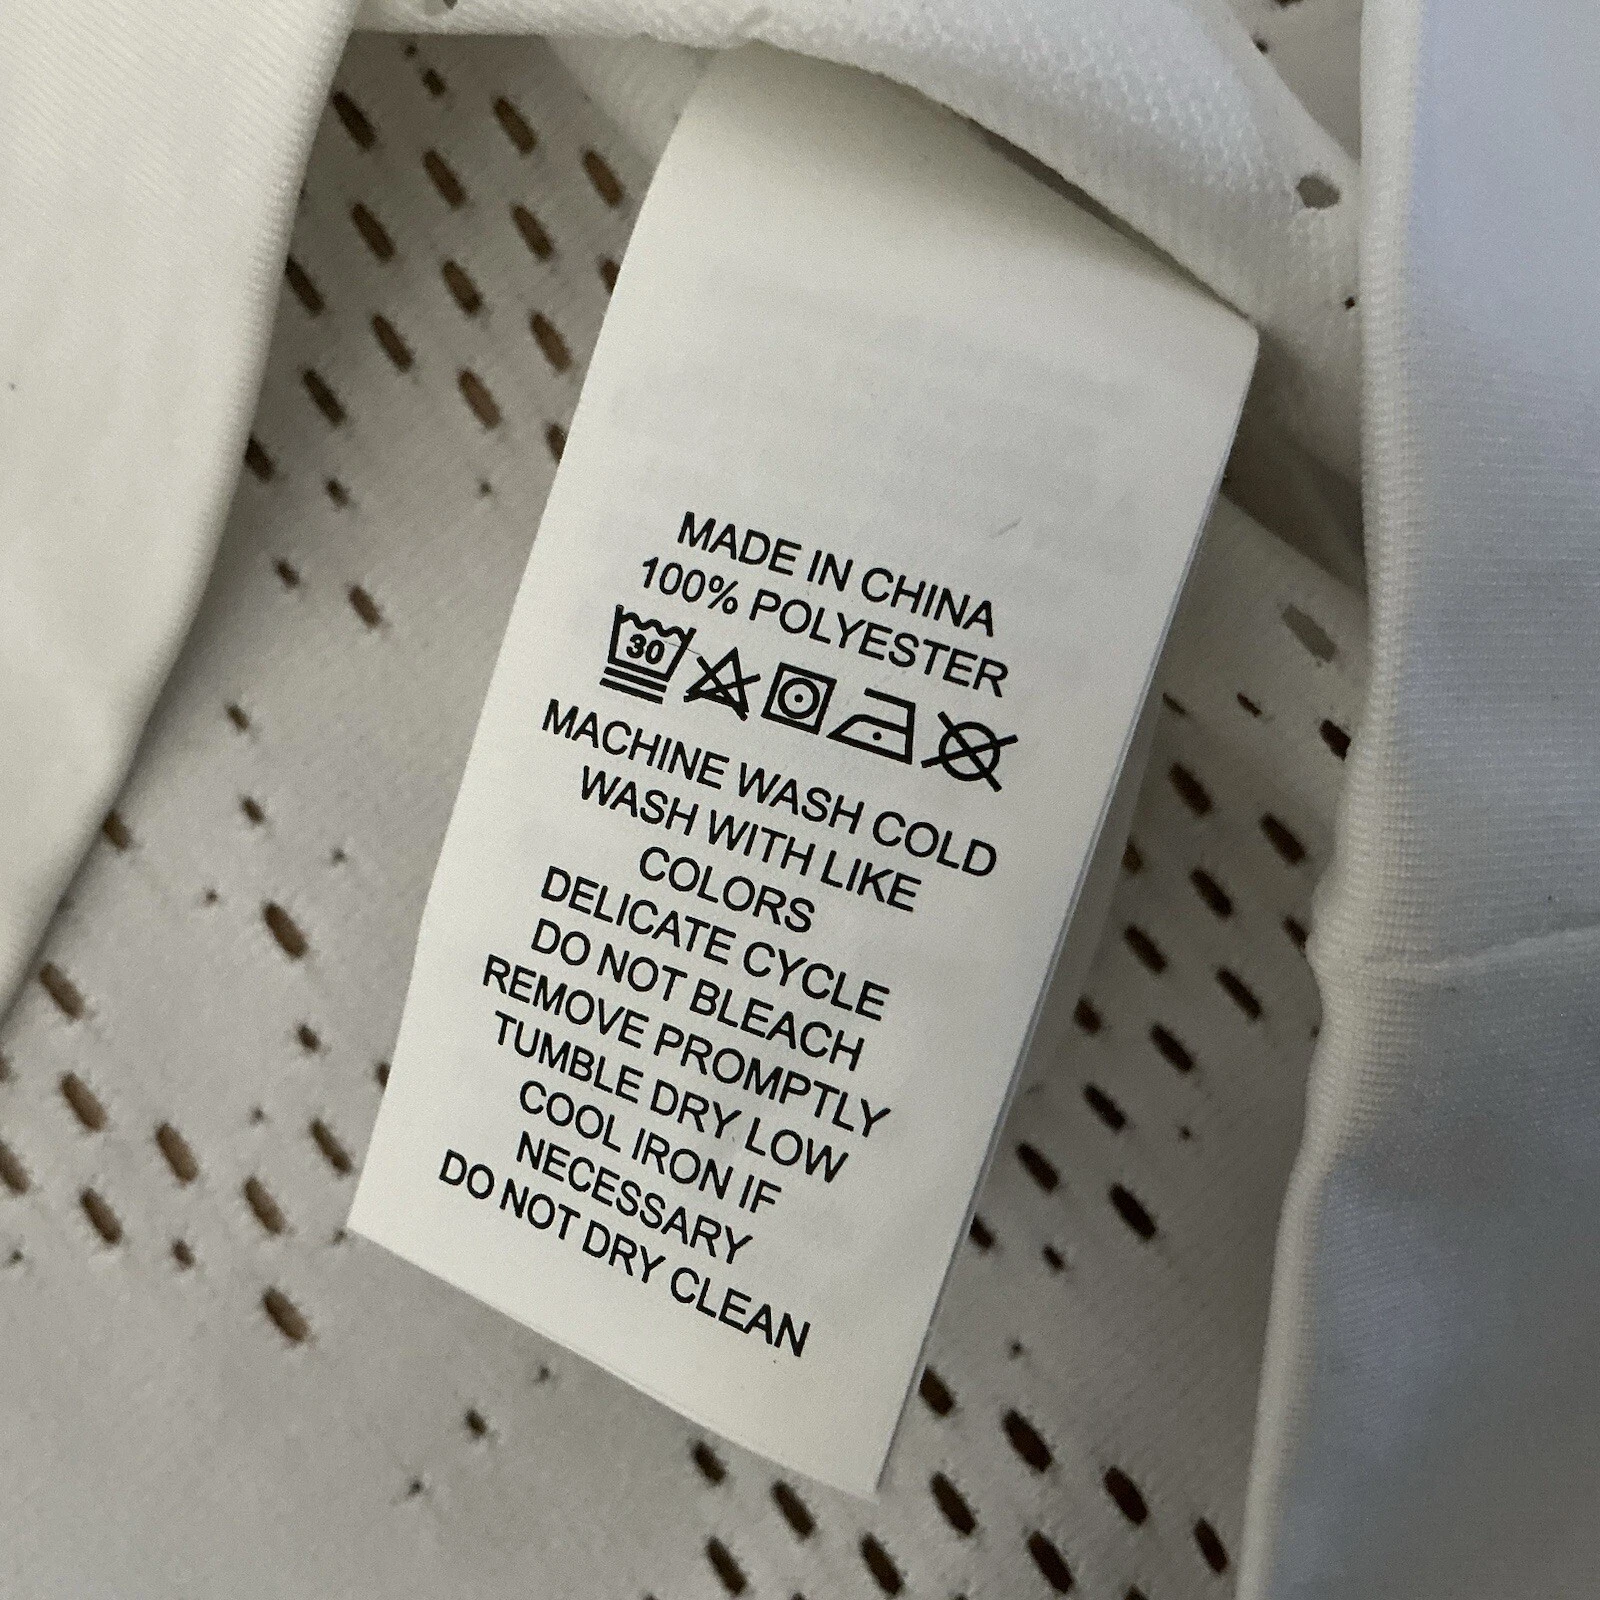 MADE IN CHINA
100% POLYESTER
30
MACHINE WASH COLD
WASH WITH LIKE
COLORS
DELICATE CYCLE
DO NOT BLEACH
REMOVE PROMPTLY
TUMBLE DRY LOW
COOL IRON IF
NECESSARY
DO NOT DRY CLEAN